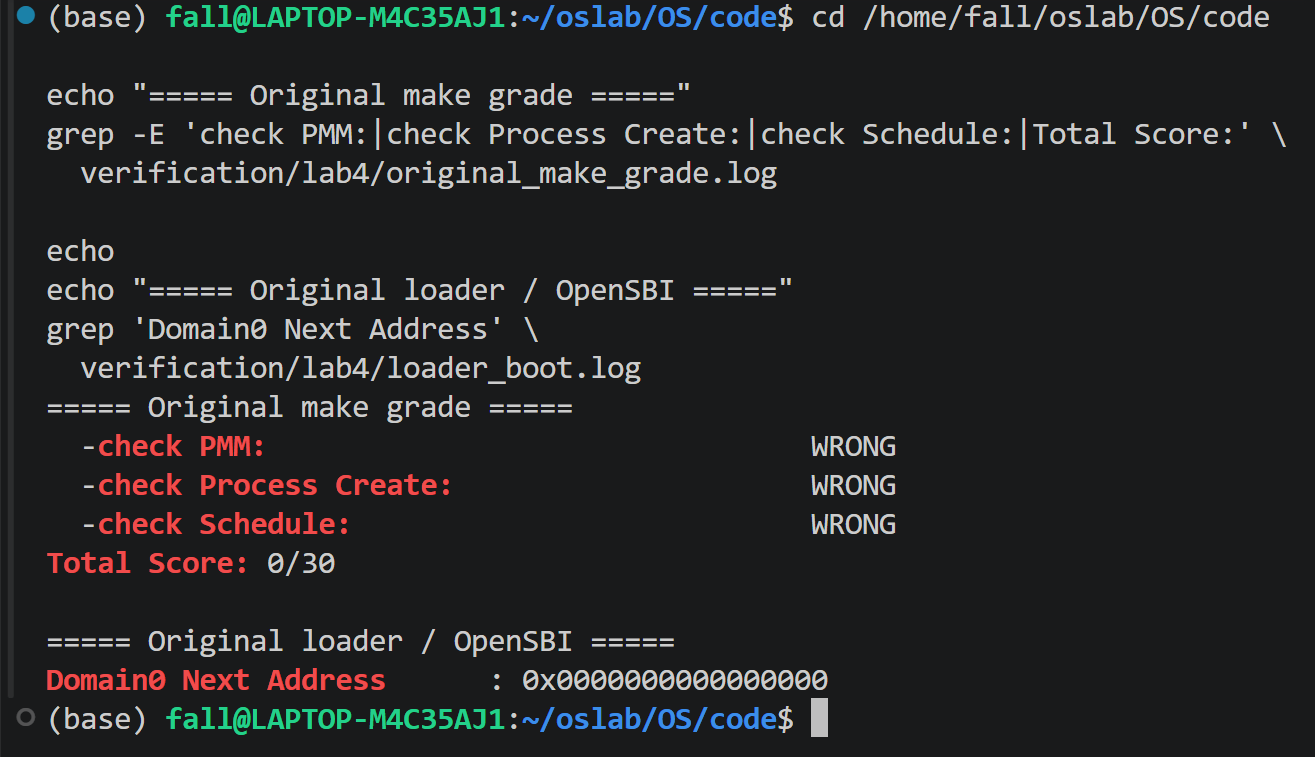 (base) fall@LAPTOP-M4C35AJ1:~/oslab/OS/code$ cd /home/fall/oslab/OS/code

echo "===== Original make grade ====="
grep -E 'check PMM:|check Process Create:|check Schedule:|Total Score:' \
  verification/lab4/original_make_grade.log

echo
echo "===== Original loader / OpenSBI ====="
grep 'Domain0 Next Address' \
  verification/lab4/loader_boot.log
===== Original make grade =====
  -check PMM:                                WRONG
  -check Process Create:                     WRONG
  -check Schedule:                           WRONG
Total Score: 0/30

===== Original loader / OpenSBI =====
Domain0 Next Address      : 0x0000000000000000
(base) fall@LAPTOP-M4C35AJ1:~/oslab/OS/code$